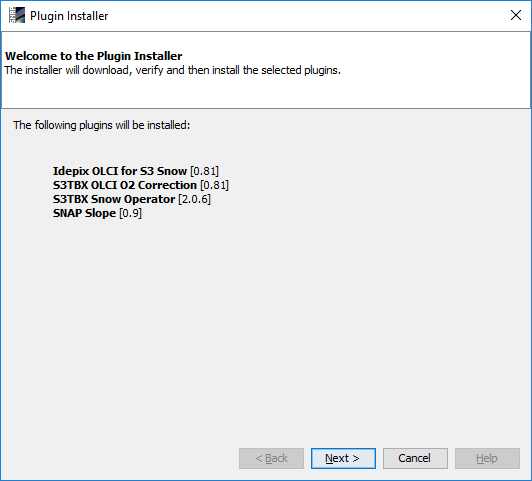 Plugin Installer
Welcome to the Plugin Installer
The installer will download, verify and then install the selected plugins.
The following plugins will be installed:
Idepix OLCI for S3 Snow [0.81]
S3TBX OLCI O2 Correction [0.81]
S3TBX Snow Operator [2.0.6]
SNAP Slope [0.9]
< Back Next > Cancel Help